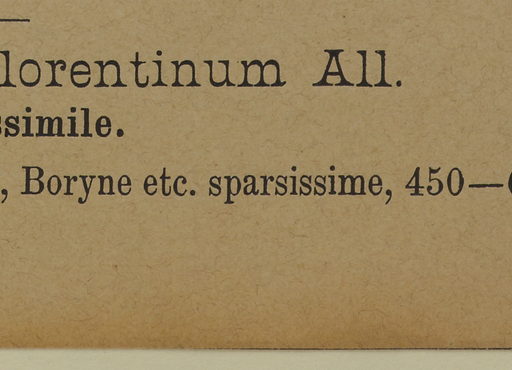 lorentinum All.
ssimile.
, Boryne etc. sparsissime, 450—